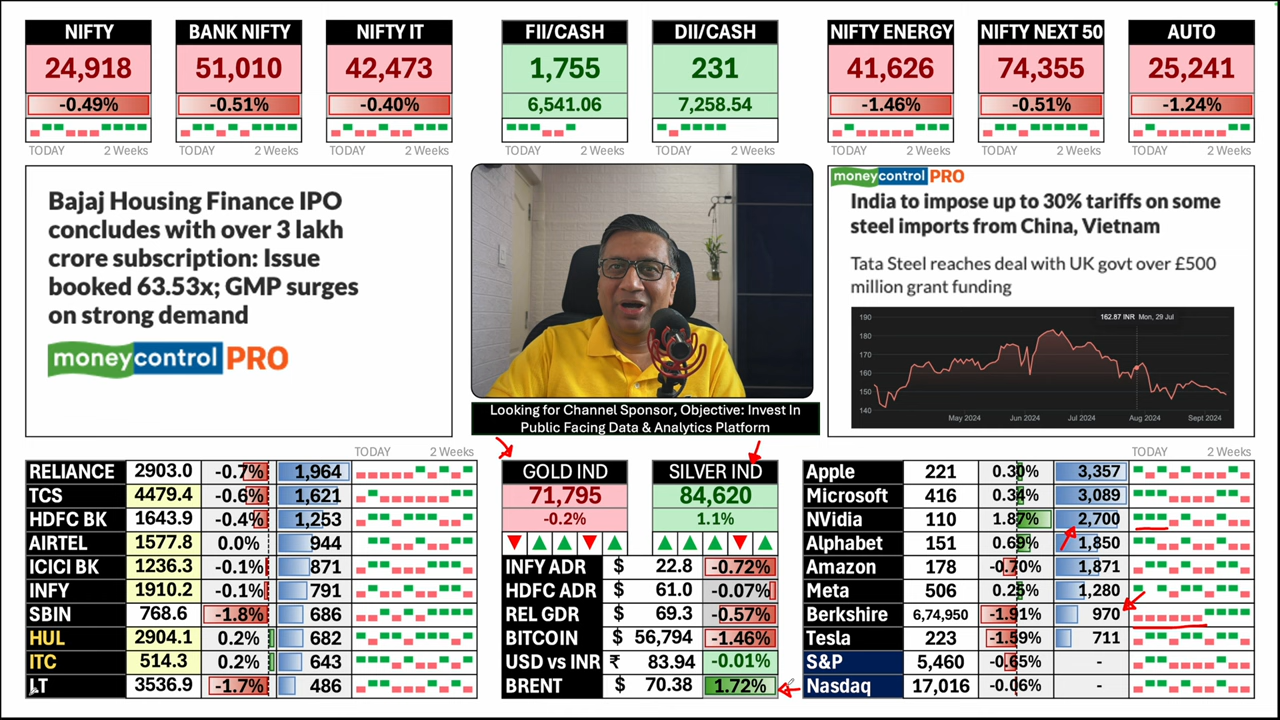 NIFTY
24,918
-0.49%
TODAY 2 Weeks
BANK NIFTY
51,010
-0.51%
TODAY 2 Weeks
NIFTY IT
42,473
-0.40%
TODAY 2 Weeks
FII/CASH
1,755
6,541.06
DII/CASH
231
7,258.54
NIFTY ENERGY
41,626
-1.46%
TODAY 2 Weeks
NIFTY NEXT 50
74,355
-0.51%
TODAY 2 Weeks
AUTO
25,241
-1.24%
TODAY 2 Weeks
Bajaj Housing Finance IPO
concludes with over 3 lakh
crore subscription: Issue
booked 63.53x; GMP surges
on strong demand
moneycontrol PRO
Looking for Channel Sponsor, Objective: Invest In
Public Facing Data & Analytics Platform
moneycontrol PRO
India to impose up to 30% tariffs on some
steel imports from China, Vietnam
Tata Steel reaches deal with UK govt over £500
million grant funding
162.87 INR Mon, 29 Jul
190
180
170
160
150
140
May 2024 Jun 2024 Jul 2024 Aug 2024 Sept 2024
TODAY 2 Weeks
RELIANCE 2903.0 -0.7% 1,964
TCS 4479.4 -0.6% 1,621
HDFC BK 1643.9 -0.4% 1,253
AIRTEL 1577.8 0.0% 944
ICICI BK 1236.3 -0.1% 871
INFY 1910.2 -0.1% 791
SBIN 768.6 -1.8% 686
HUL 2904.1 0.2% 682
ITC 514.3 0.2% 643
LT 3536.9 -1.7% 486
GOLD IND
71,795
-0.2%
SILVER IND
84,620
1.1%
INFY ADR $ 22.8 -0.72%
HDFC ADR $ 61.0 -0.07%
REL GDR $ 69.3 -0.57%
BITCOIN $ 56,794 -1.46%
USD vs INR ₹ 83.94 -0.01%
BRENT $ 70.38 1.72%
TODAY 2 Weeks
Apple 221 0.30% 3,357
Microsoft 416 0.34% 3,089
NVidia 110 1.87% 2,700
Alphabet 151 0.69% 1,850
Amazon 178 -0.70% 1,871
Meta 506 0.25% 1,280
Berkshire 6,74,950 -1.91% 970
Tesla 223 -1.59% 711
S&P 5,460 -0.65% -
Nasdaq 17,016 -0.06% -